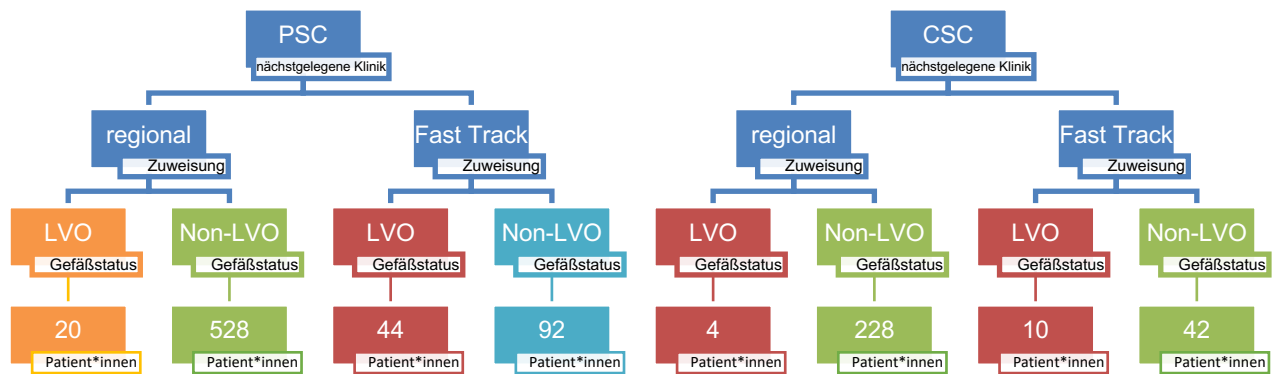 PSC
nächstgelegene Klinik
CSC
nächstgelegene Klinik
regional
Zuweisung
Fast Track
Zuweisung
regional
Zuweisung
Fast Track
Zuweisung
LVO
Gefäßstatus
Non-LVO
Gefäßstatus
LVO
Gefäßstatus
Non-LVO
Gefäßstatus
LVO
Gefäßstatus
Non-LVO
Gefäßstatus
LVO
Gefäßstatus
Non-LVO
Gefäßstatus
20
Patient*innen
528
Patient*innen
44
Patient*innen
92
Patient*innen
4
Patient*innen
228
Patient*innen
10
Patient*innen
42
Patient*innen